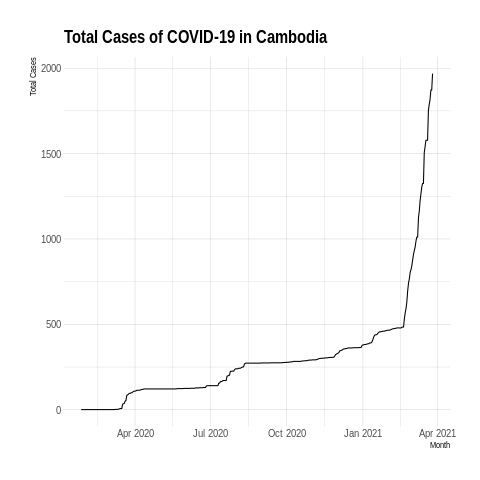 Total Cases of COVID-19 in Cambodia
Total Cases
2000
1500
1000
500
0
Apr 2020 Jul 2020 Oct 2020 Jan 2021 Apr 2021
Month